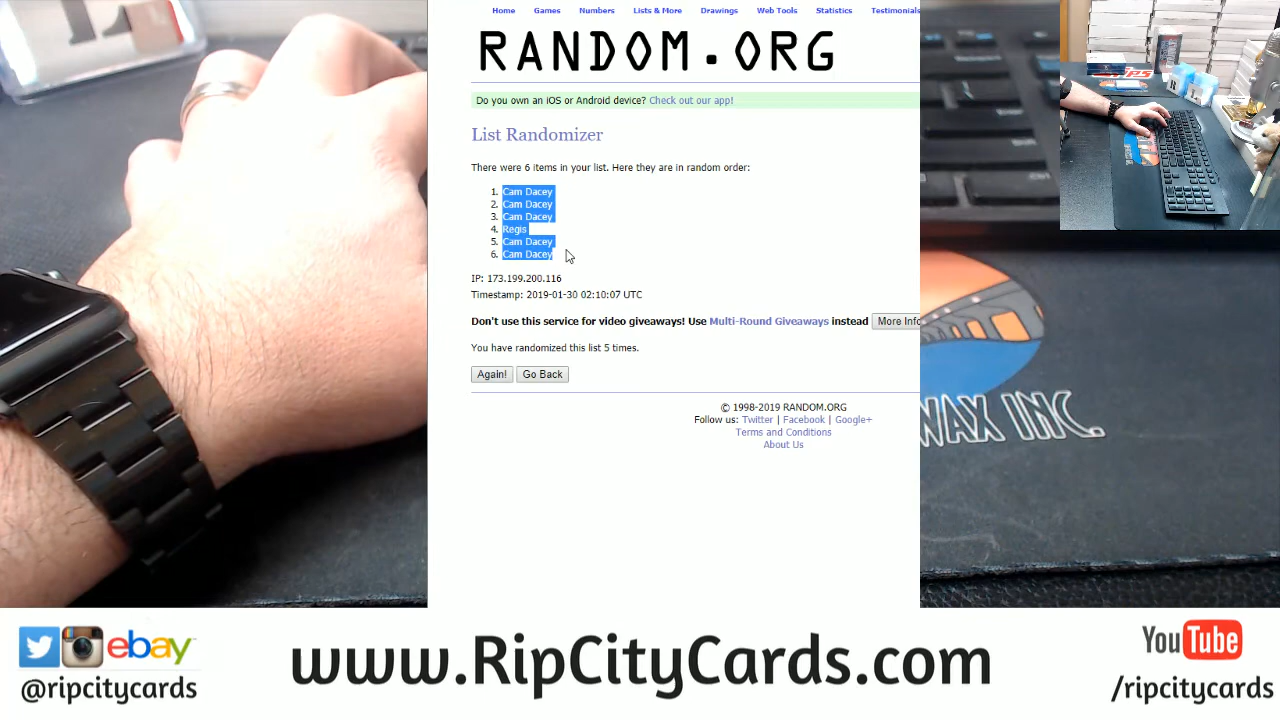 Home Games Numbers Lists & More Drawings Web Tools Statistics Testimonials
RANDOM.ORG
Do you own an iOS or Android device? Check out our app!
List Randomizer
There were 6 items in your list. Here they are in random order:
1. Cam Dacey
2. Cam Dacey
3. Cam Dacey
4. Regis
5. Cam Dacey
6. Cam Dacey
IP: 173.199.200.116
Timestamp: 2019-01-30 02:10:07 UTC
Don't use this service for video giveaways! Use Multi-Round Giveaways instead More Info
You have randomized this list 5 times.
Again! Go Back
© 1998-2019 RANDOM.ORG
Follow us: Twitter | Facebook | Google+
Terms and Conditions
About Us
WAX INC.
ebay
@ripcitycards
www.RipCityCards.com
YouTube
/ripcitycards